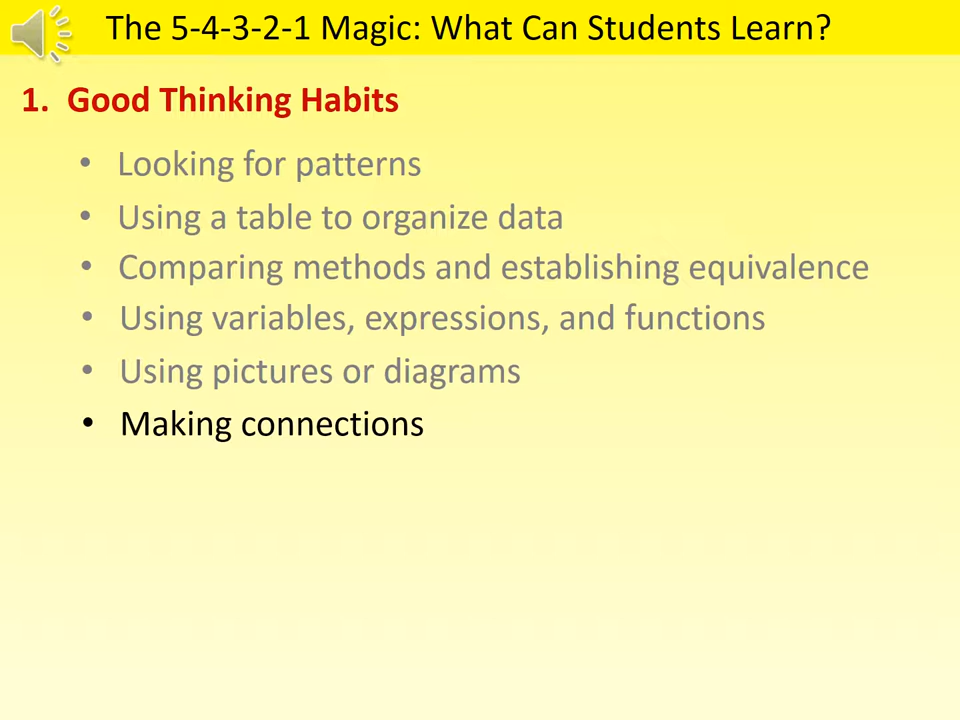 The 5-4-3-2-1 Magic: What Can Students Learn?
1. Good Thinking Habits
• Looking for patterns
• Using a table to organize data
• Comparing methods and establishing equivalence
• Using variables, expressions, and functions
• Using pictures or diagrams
• Making connections